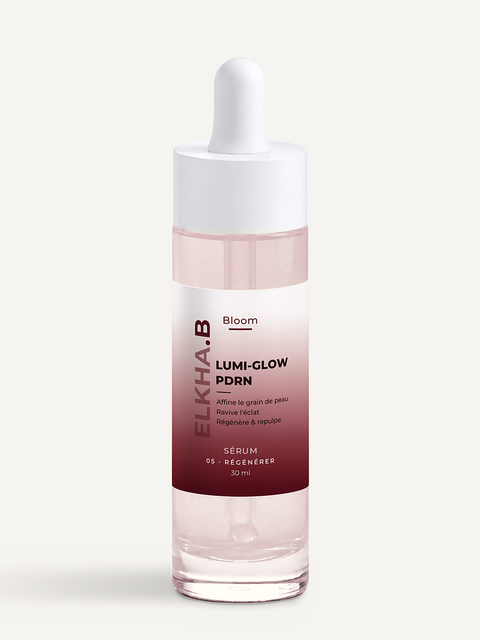 ELKHA.B
Bloom
LUMI-GLOW
PDRN
Affine le grain de peau
Ravive l'éclat
Régénère & repulpe
SÉRUM
05 · RÉGÉNÉRER
30 ml